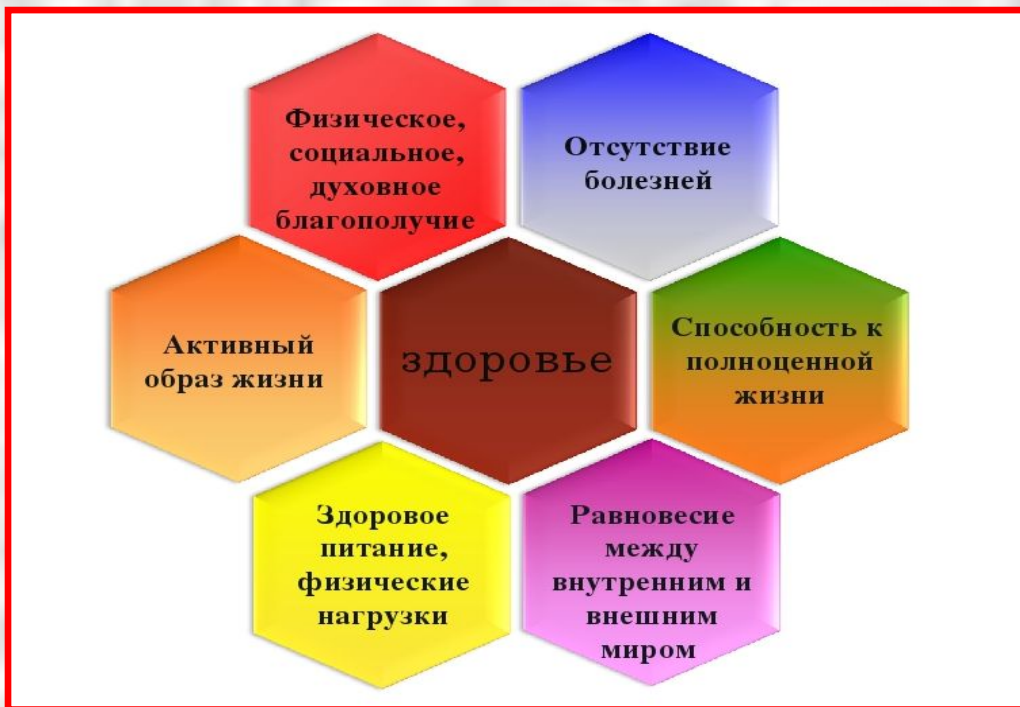 Физическое,
социальное,
духовное
благополучие
Отсутствие
болезней
Активный
образ жизни
здоровье
Способность к
полноценной
жизни
Здоровое
питание,
физические
нагрузки
Равновесие
между
внутренним и
внешним
миром